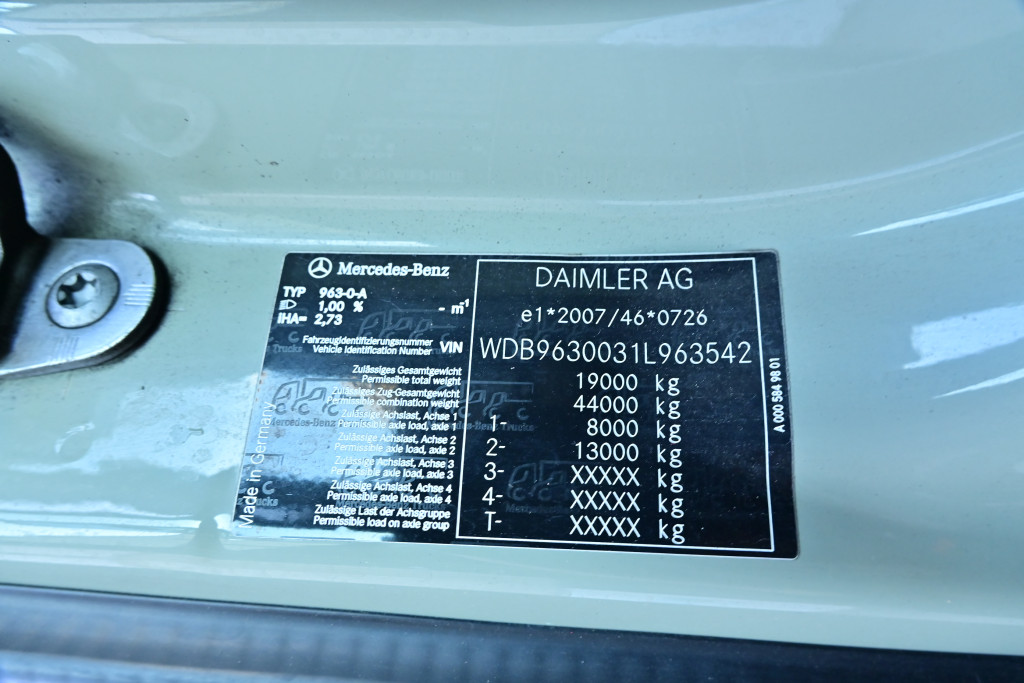 Mercedes-Benz
TYP 963-0-A
1,00 % - m⁻¹
IHA= 2,73
Fahrzeugidentifizierungsnummer
Vehicle Identification Number VIN
Zulässiges Gesamtgewicht
Permissible total weight
Zulässiges Zug-Gesamtgewicht
Permissible combination weight
Zulässige Achslast, Achse 1
Permissible axle load, axle 1
Zulässige Achslast, Achse 2
Permissible axle load, axle 2
Zulässige Achslast, Achse 3
Permissible axle load, axle 3
Zulässige Achslast, Achse 4
Permissible axle load, axle 4
Zulässige Last der Achsgruppe
Permissible load on axle group
Made in Germany
DAIMLER AG
e1*2007/46*0726
WDB9630031L963542
19000 kg
44000 kg
1- 8000 kg
2- 13000 kg
3- XXXXX kg
4- XXXXX kg
T- XXXXX kg
A 000 584 98 01